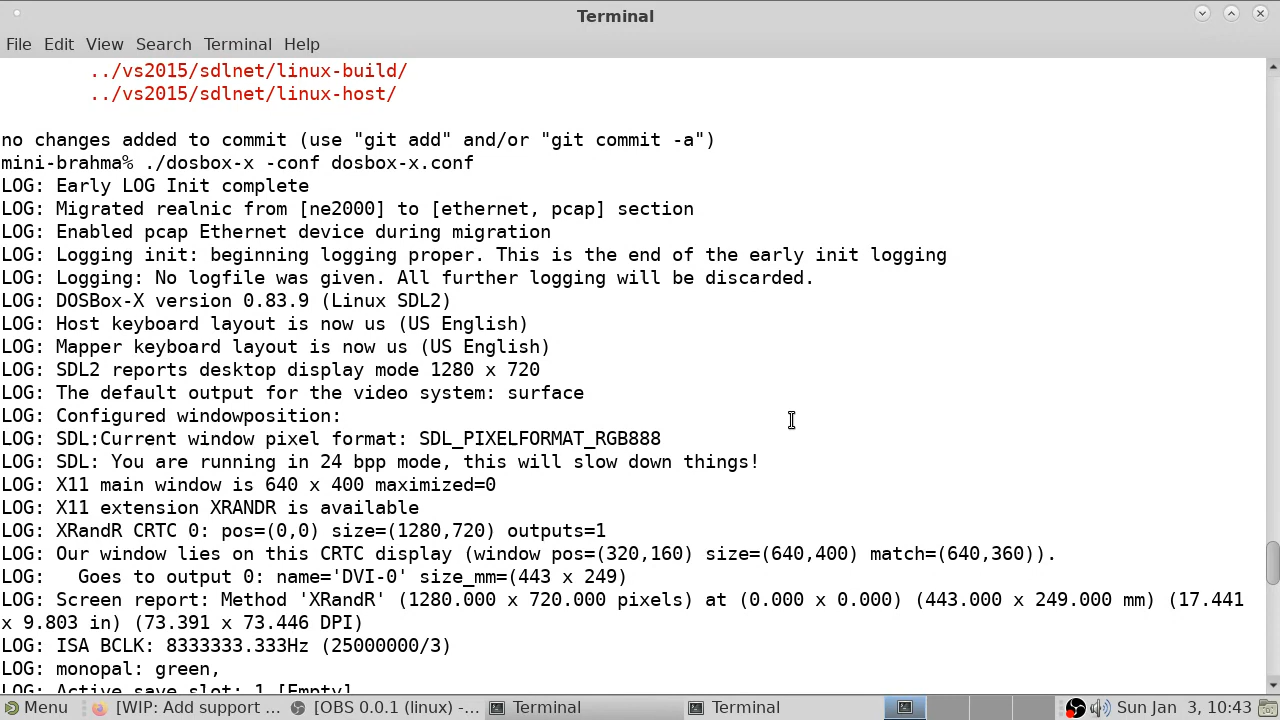 Terminal
File Edit View Search Terminal Help
../vs2015/sdlnet/linux-build/
../vs2015/sdlnet/linux-host/
no changes added to commit (use "git add" and/or "git commit -a")
mini-brahma% ./dosbox-x -conf dosbox-x.conf
LOG: Early LOG Init complete
LOG: Migrated realnic from [ne2000] to [ethernet, pcap] section
LOG: Enabled pcap Ethernet device during migration
LOG: Logging init: beginning logging proper. This is the end of the early init logging
LOG: Logging: No logfile was given. All further logging will be discarded.
LOG: DOSBox-X version 0.83.9 (Linux SDL2)
LOG: Host keyboard layout is now us (US English)
LOG: Mapper keyboard layout is now us (US English)
LOG: SDL2 reports desktop display mode 1280 x 720
LOG: The default output for the video system: surface
LOG: Configured windowposition:
LOG: SDL:Current window pixel format: SDL_PIXELFORMAT_RGB888
LOG: SDL: You are running in 24 bpp mode, this will slow down things!
LOG: X11 main window is 640 x 400 maximized=0
LOG: X11 extension XRANDR is available
LOG: XRandR CRTC 0: pos=(0,0) size=(1280,720) outputs=1
LOG: Our window lies on this CRTC display (window pos=(320,160) size=(640,400) match=(640,360)).
LOG:   Goes to output 0: name='DVI-0' size_mm=(443 x 249)
LOG: Screen report: Method 'XRandR' (1280.000 x 720.000 pixels) at (0.000 x 0.000) (443.000 x 249.000 mm) (17.441
x 9.803 in) (73.391 x 73.446 DPI)
LOG: ISA BCLK: 8333333.333Hz (25000000/3)
LOG: monopal: green,
LOG: Active save slot: 1 [Empty]
Menu [WIP: Add support ... [OBS 0.0.1 (linux) -... Terminal Terminal Sun Jan 3, 10:43